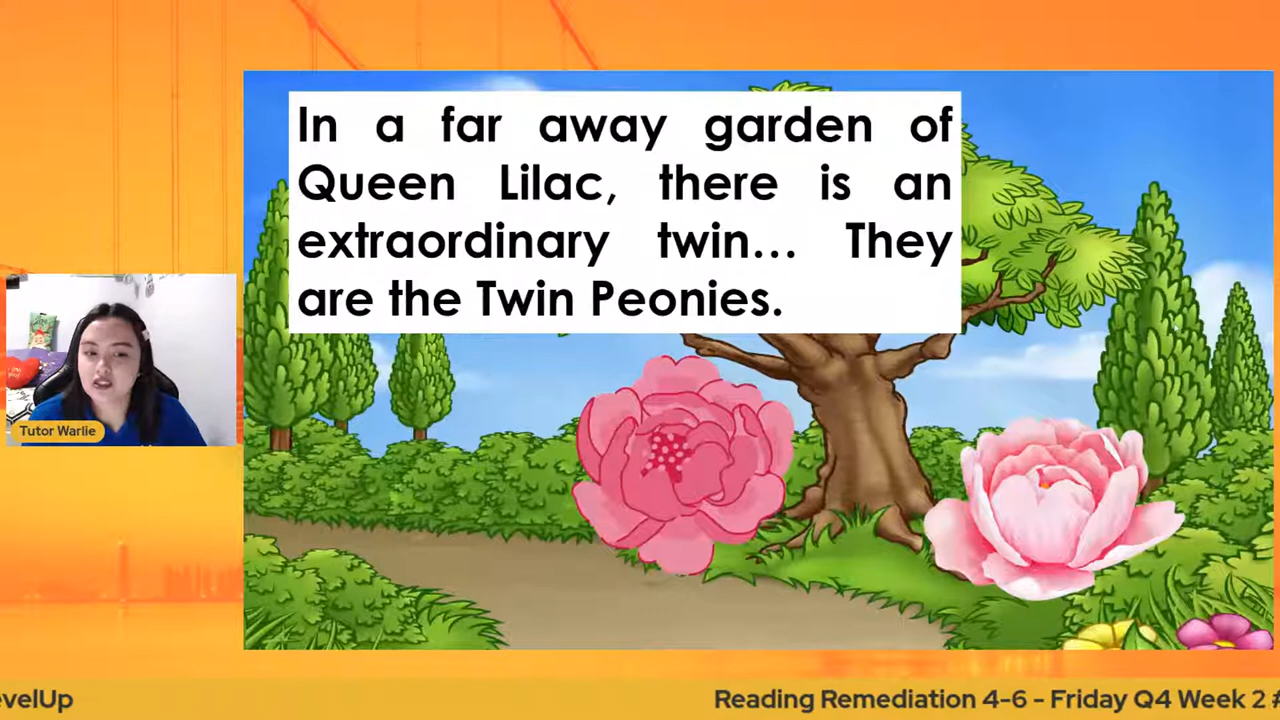 In a far away garden of
Queen Lilac, there is an
extraordinary twin... They
are the Twin Peonies.
Tutor Warlie
evelUp
Reading Remediation 4-6 - Friday Q4 Week 2 #